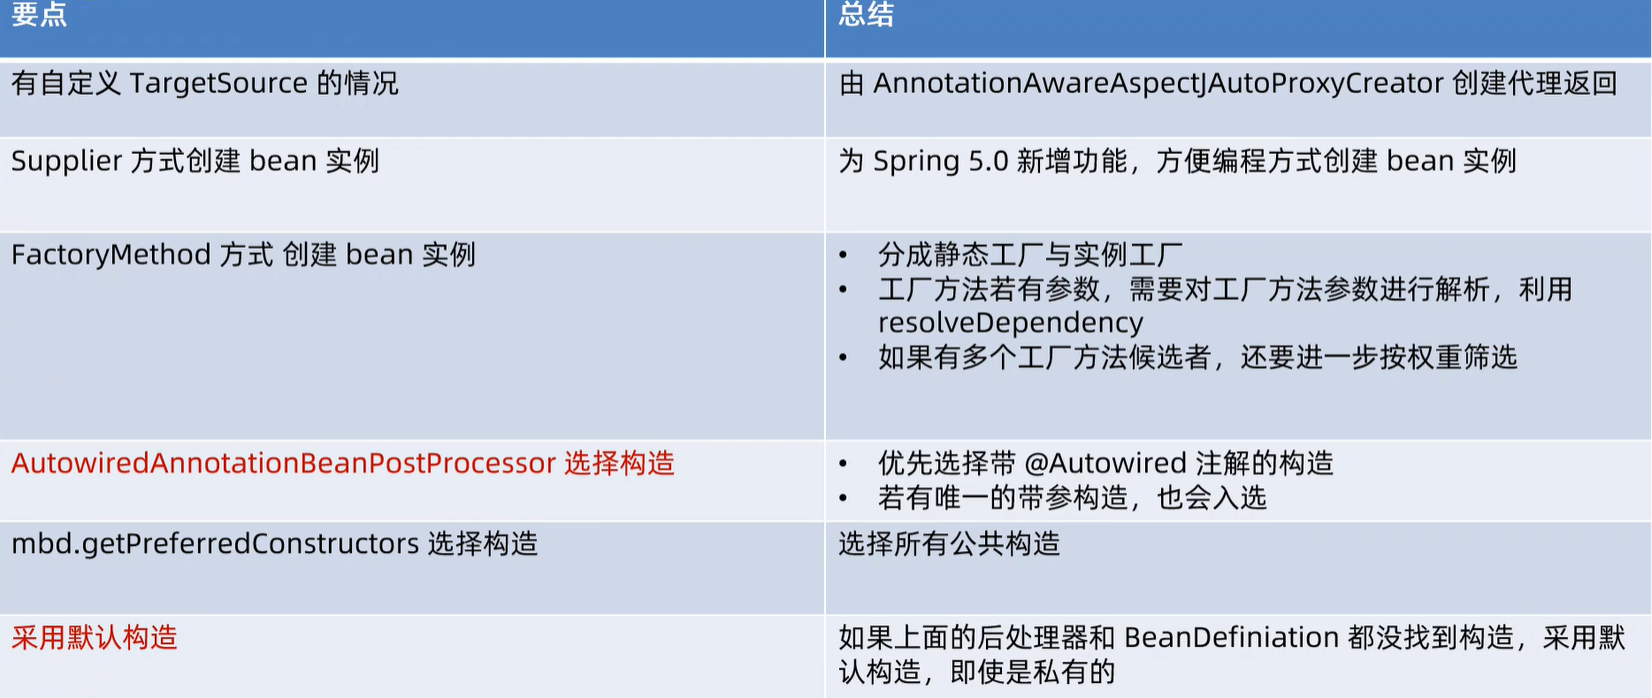 要点
总结
有自定义 TargetSource 的情况
由 AnnotationAwareAspectJAutoProxyCreator 创建代理返回
Supplier 方式创建 bean 实例
为 Spring 5.0 新增功能，方便编程方式创建 bean 实例
FactoryMethod 方式 创建 bean 实例
• 分成静态工厂与实例工厂
• 工厂方法若有参数，需要对工厂方法参数进行解析，利用
resolveDependency
• 如果有多个工厂方法候选者，还要进一步按权重筛选
AutowiredAnnotationBeanPostProcessor 选择构造
• 优先选择带 @Autowired 注解的构造
• 若有唯一的带参构造，也会入选
mbd.getPreferredConstructors 选择构造
选择所有公共构造
采用默认构造
如果上面的后处理器和 BeanDefiniation 都没找到构造，采用默
认构造，即使是私有的